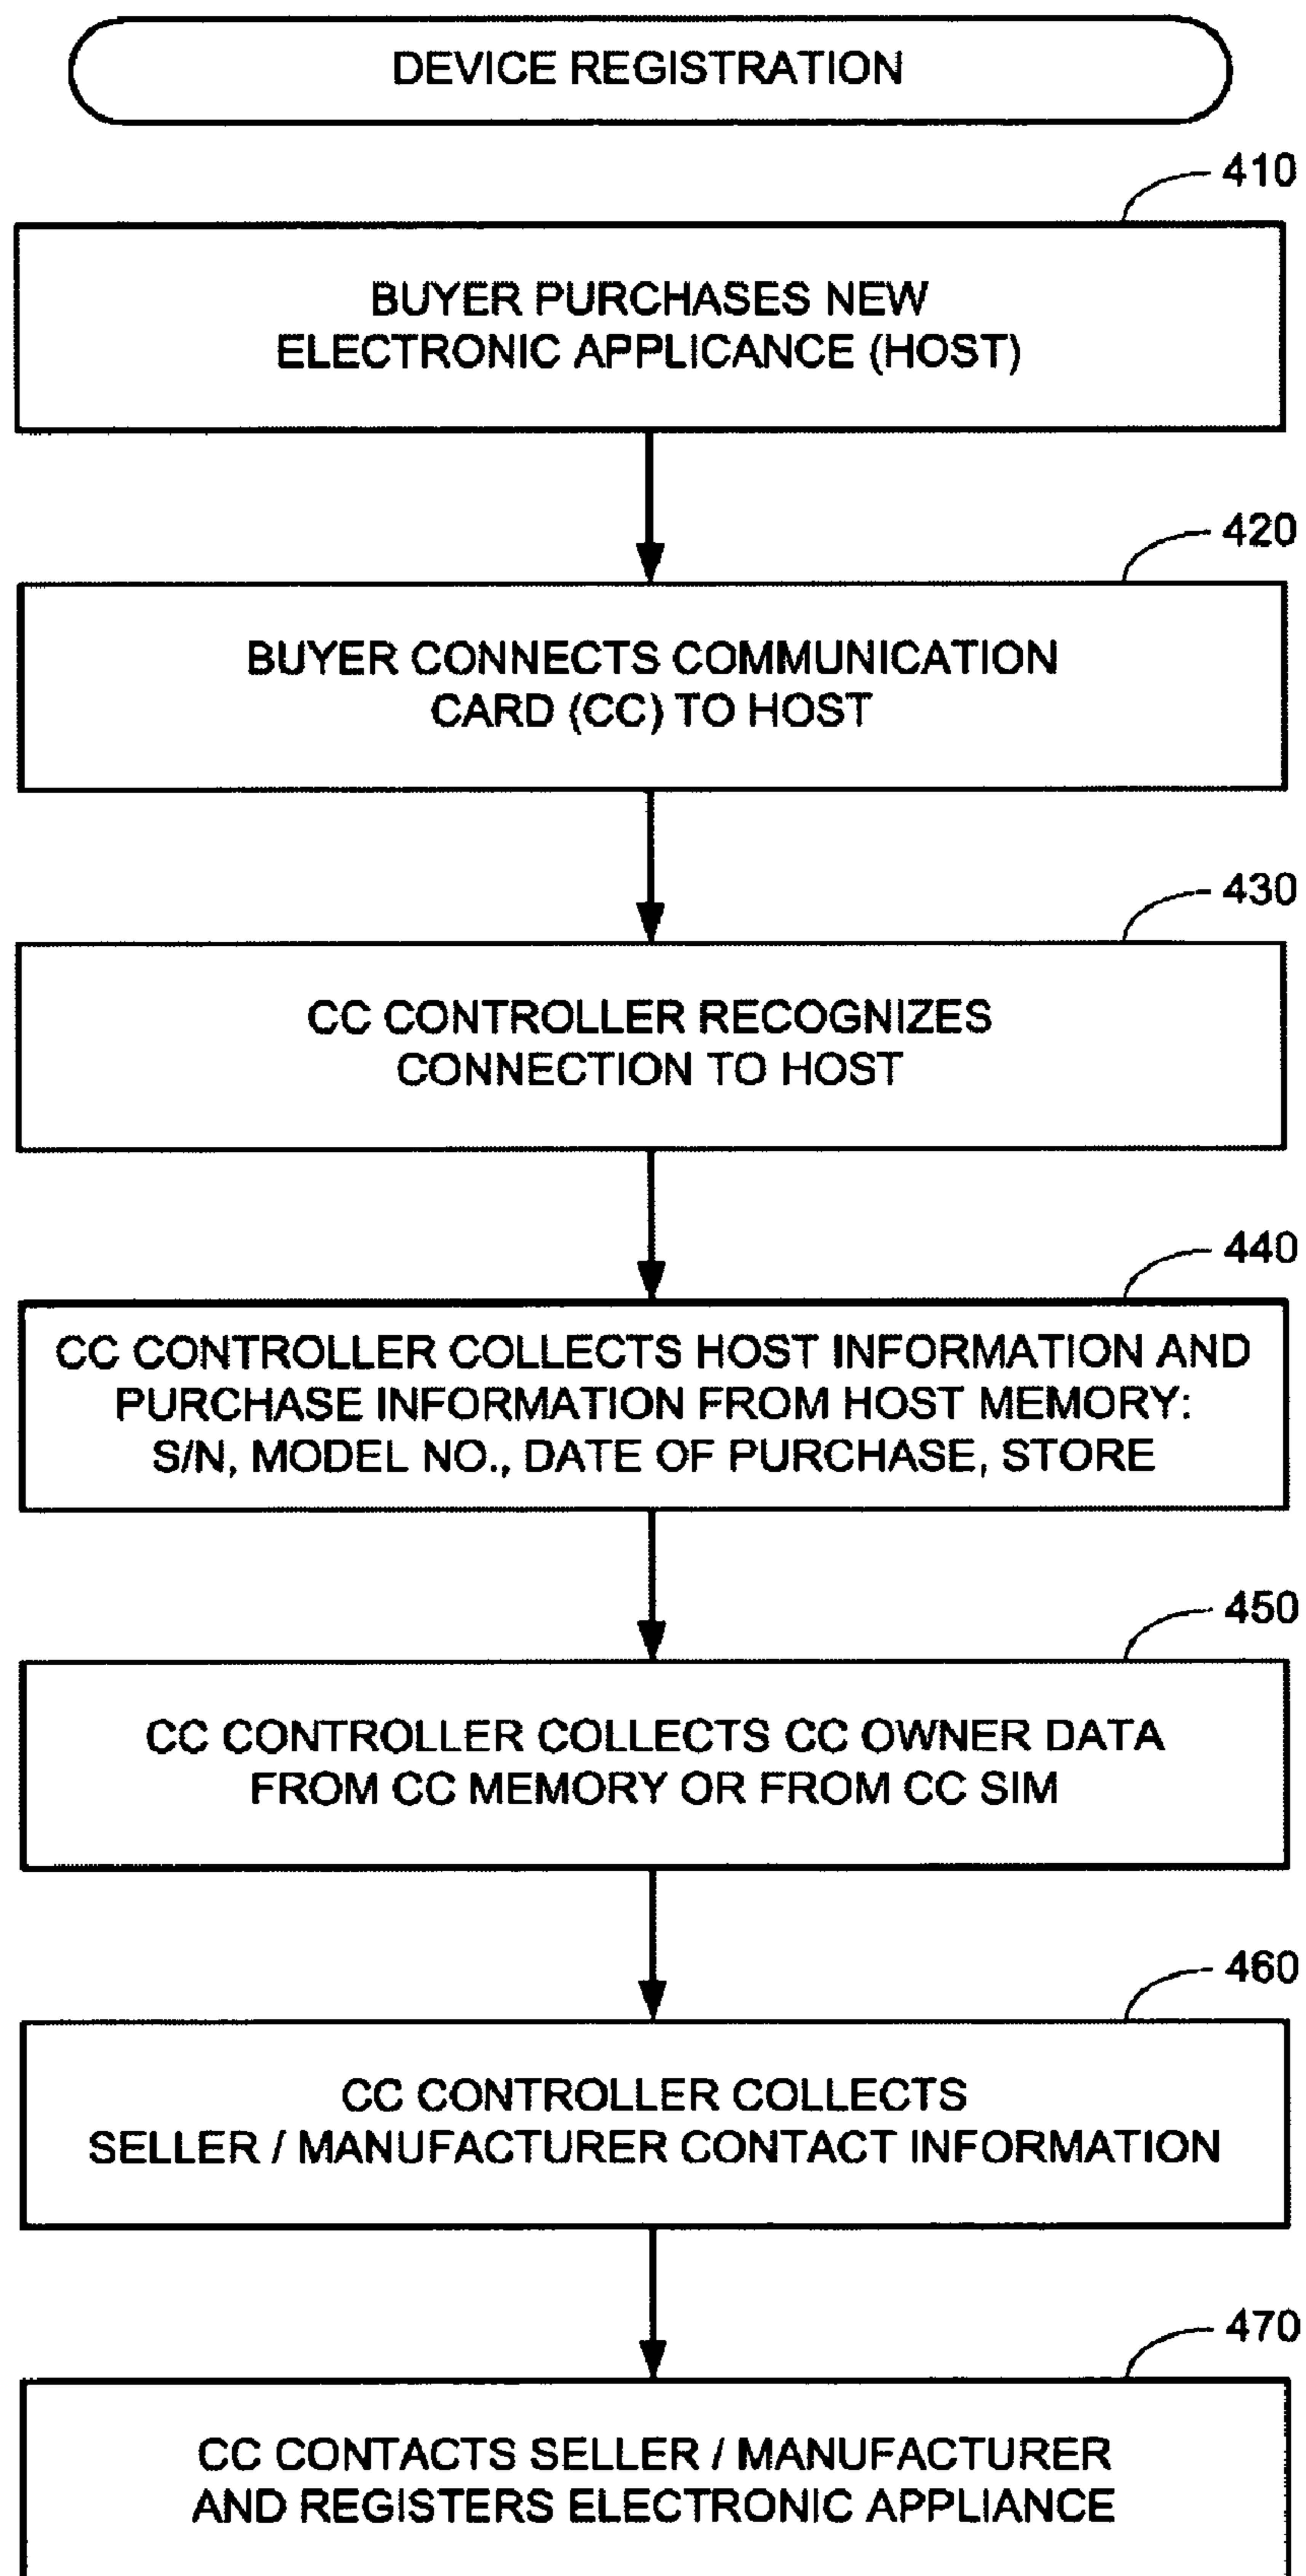 DEVICE REGISTRATION
410
BUYER PURCHASES NEW
ELECTRONIC APPLICANCE (HOST)
420
BUYER CONNECTS COMMUNICATION
CARD (CC) TO HOST
430
CC CONTROLLER RECOGNIZES
CONNECTION TO HOST
440
CC CONTROLLER COLLECTS HOST INFORMATION AND
PURCHASE INFORMATION FROM HOST MEMORY:
S/N, MODEL NO., DATE OF PURCHASE, STORE
450
CC CONTROLLER COLLECTS CC OWNER DATA
FROM CC MEMORY OR FROM CC SIM
460
CC CONTROLLER COLLECTS
SELLER / MANUFACTURER CONTACT INFORMATION
470
CC CONTACTS SELLER / MANUFACTURER
AND REGISTERS ELECTRONIC APPLIANCE